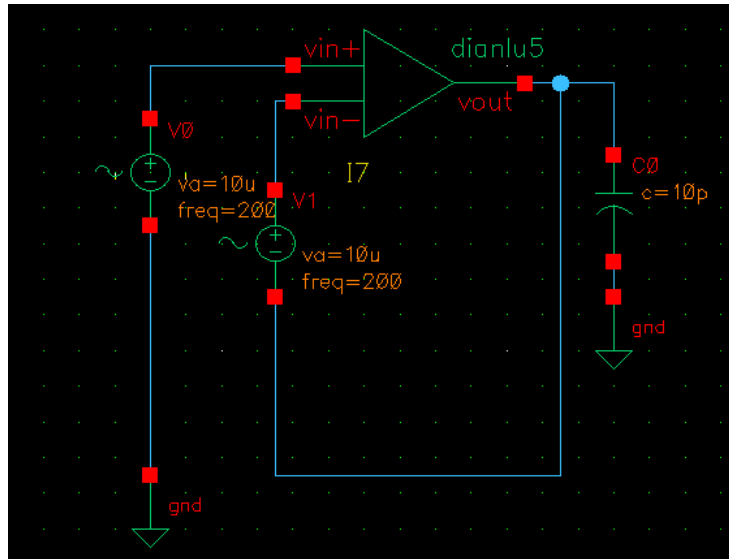 vin+
dianlu5
vin−
vout
V0
I7
C0
va=10u
c=10p
freq=200
V1
va=10u
freq=200
gnd
gnd